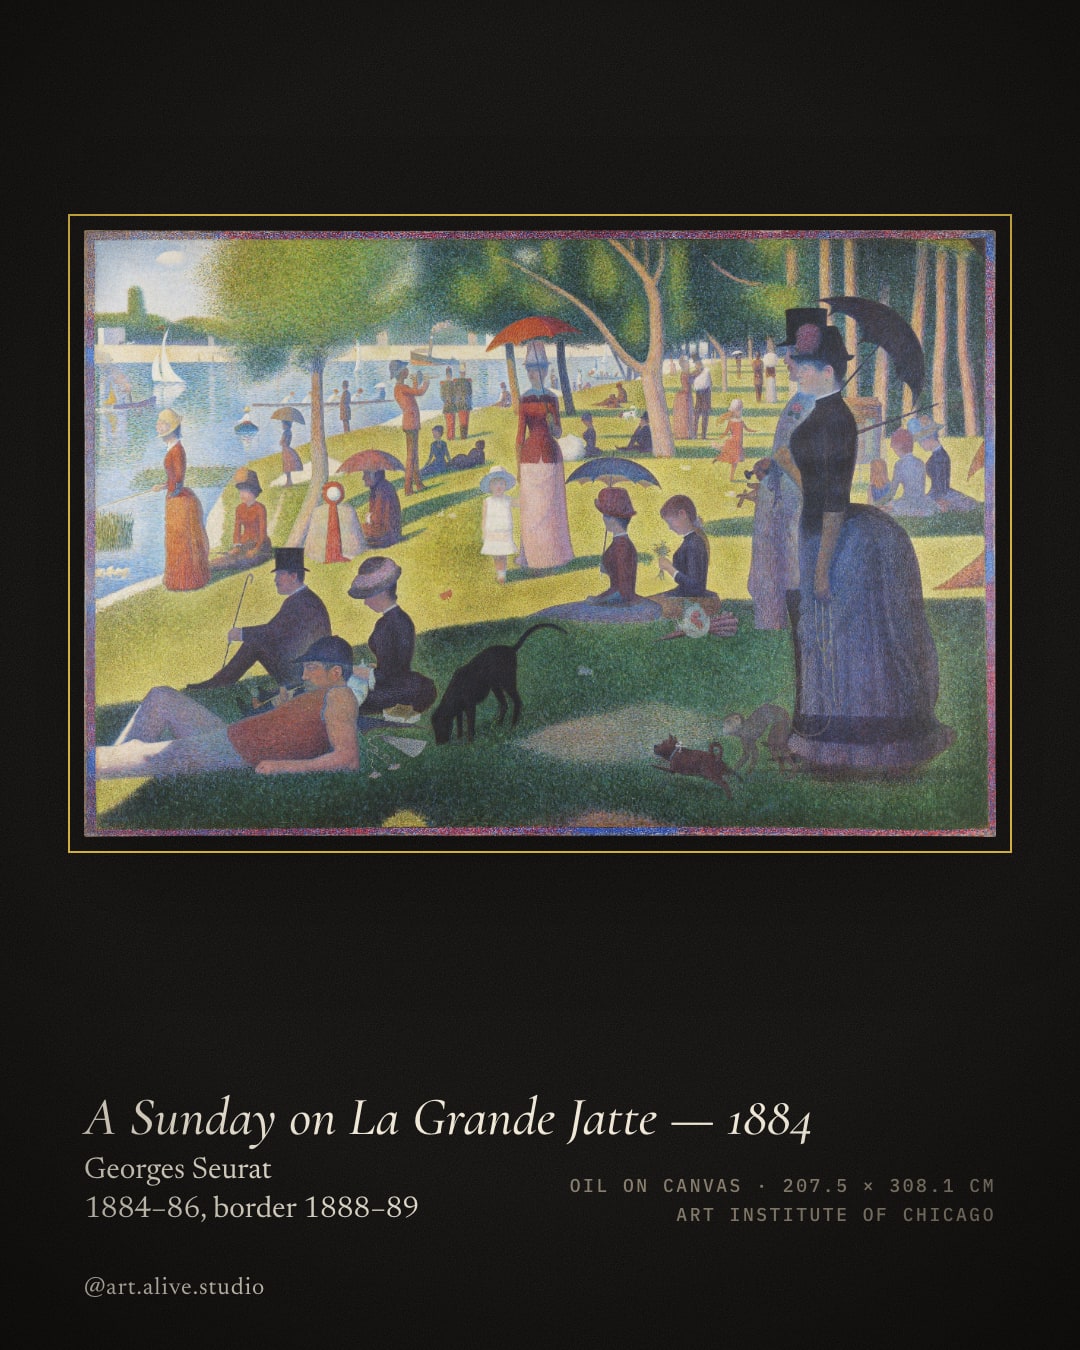 A Sunday on La Grande Jatte — 1884
Georges Seurat
1884–86, border 1888–89
OIL ON CANVAS · 207.5 × 308.1 CM
ART INSTITUTE OF CHICAGO
@art.alive.studio